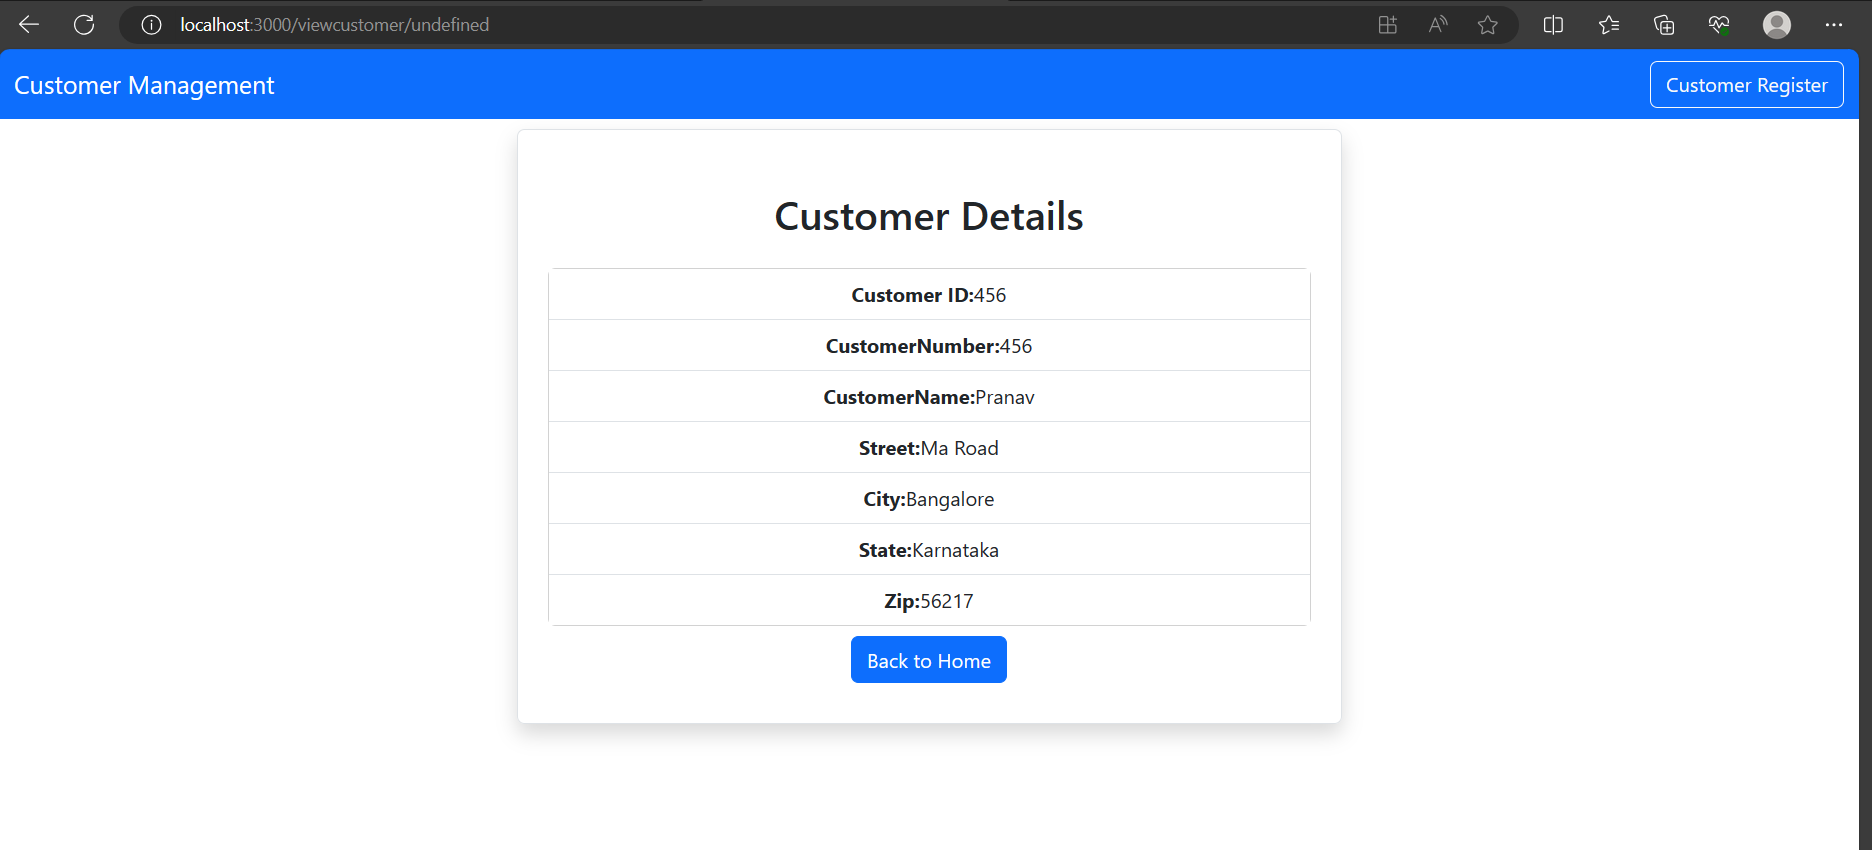 localhost:3000/viewcustomer/undefined
Customer Management
Customer Register
Customer Details
Customer ID:456
CustomerNumber:456
CustomerName:Pranav
Street:Ma Road
City:Bangalore
State:Karnataka
Zip:56217
Back to Home